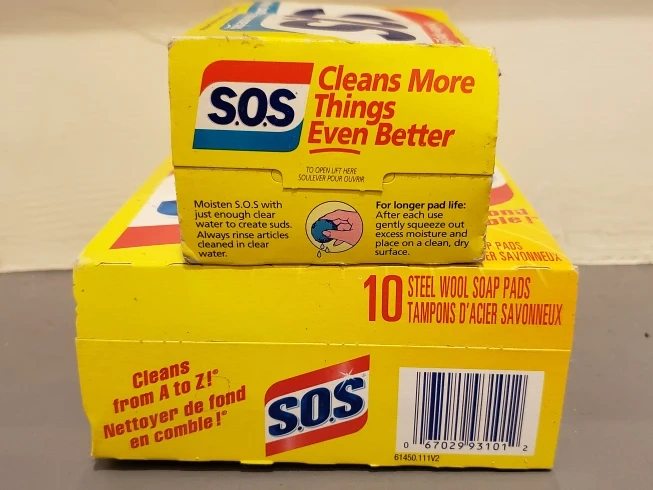 S.O.S
Cleans More
Things
Even Better
TO OPEN LIFT HERE
SOULEVER POUR OUVRIR
Moisten S.O.S with
just enough clear
water to create suds.
Always rinse articles
cleaned in clear
water.
For longer pad life:
After each use
gently squeeze out
excess moisture and
place on a clean, dry
surface.
PADS
SAVONNEUX
10 STEEL WOOL SOAP PADS
TAMPONS D'ACIER SAVONNEUX
Cleans
from A to Z!®
Nettoyer de fond
en comble!®
S.O.S
0 67029 93101 2
61450.111V2